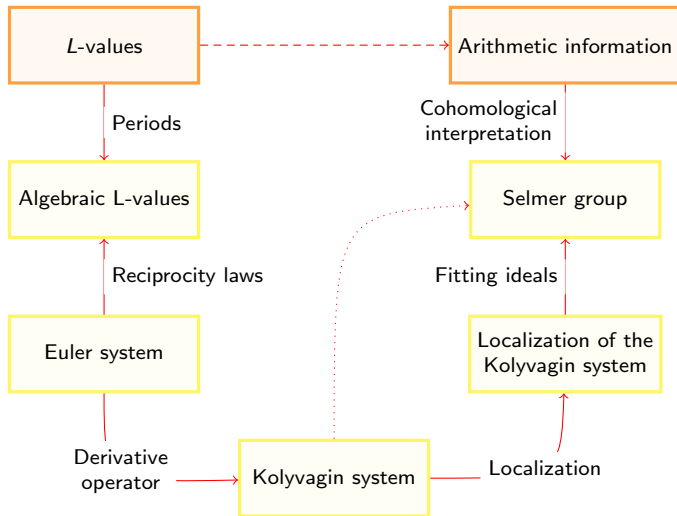 L-values
Arithmetic information
Periods
Cohomological
interpretation
Algebraic L-values
Selmer group
Reciprocity laws
Fitting ideals
Euler system
Localization of the
Kolyvagin system
Derivative
operator
Kolyvagin system
Localization